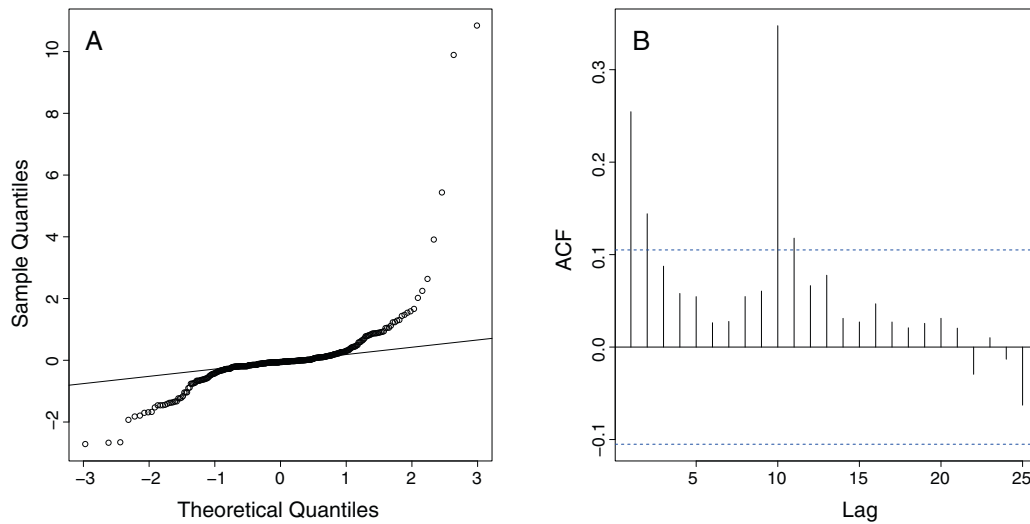 A
Sample Quantiles
10
8
6
4
2
0
−2
−3 −2 −1 0 1 2 3
Theoretical Quantiles
B
ACF
0.3
0.2
0.1
0.0
−0.1
5 10 15 20 25
Lag